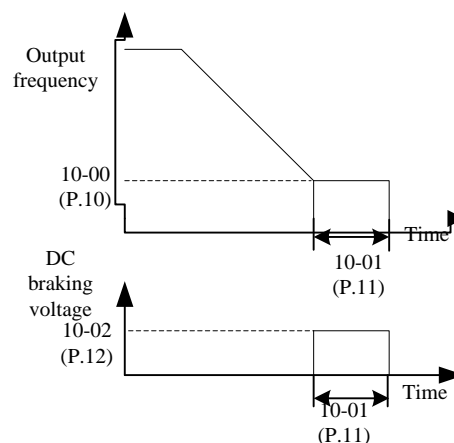 Output
frequency
10-00
(P.10)
Time
10-01
(P.11)
DC
braking
voltage
10-02
(P.12)
Time
10-01
(P.11)